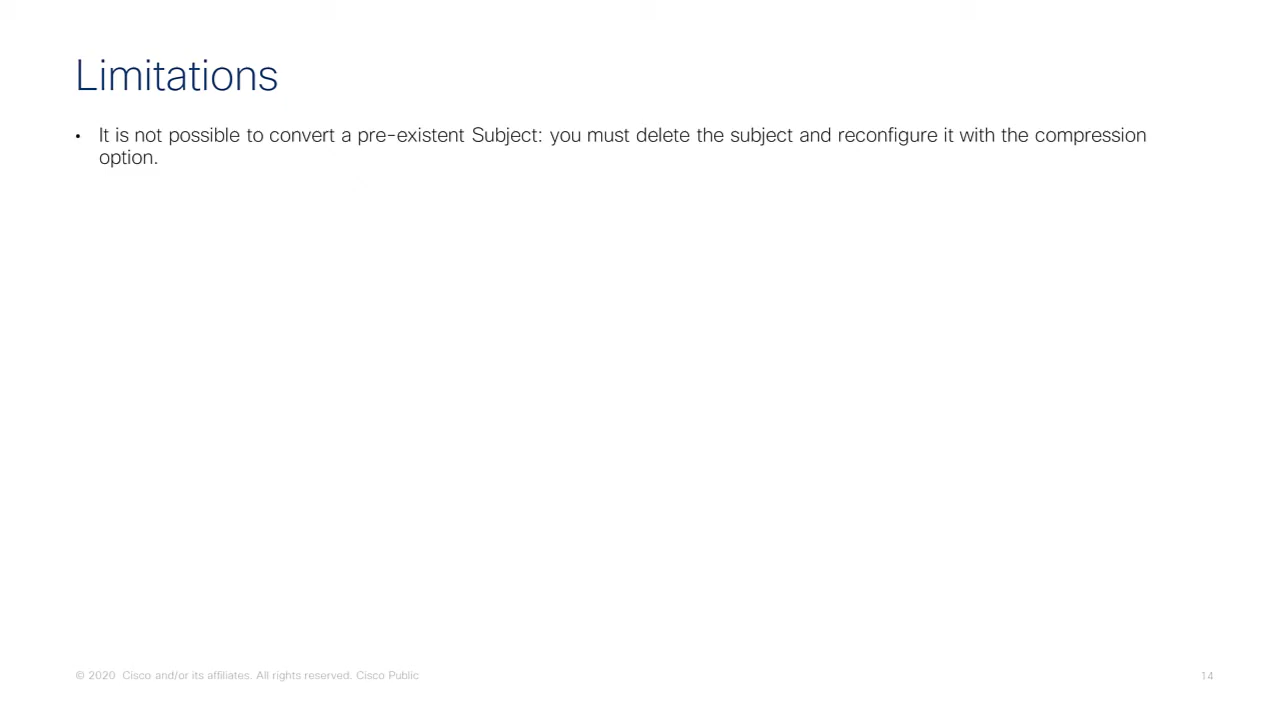 Limitations
• It is not possible to convert a pre-existent Subject: you must delete the subject and reconfigure it with the compression
option.
© 2020 Cisco and/or its affiliates. All rights reserved. Cisco Public
14